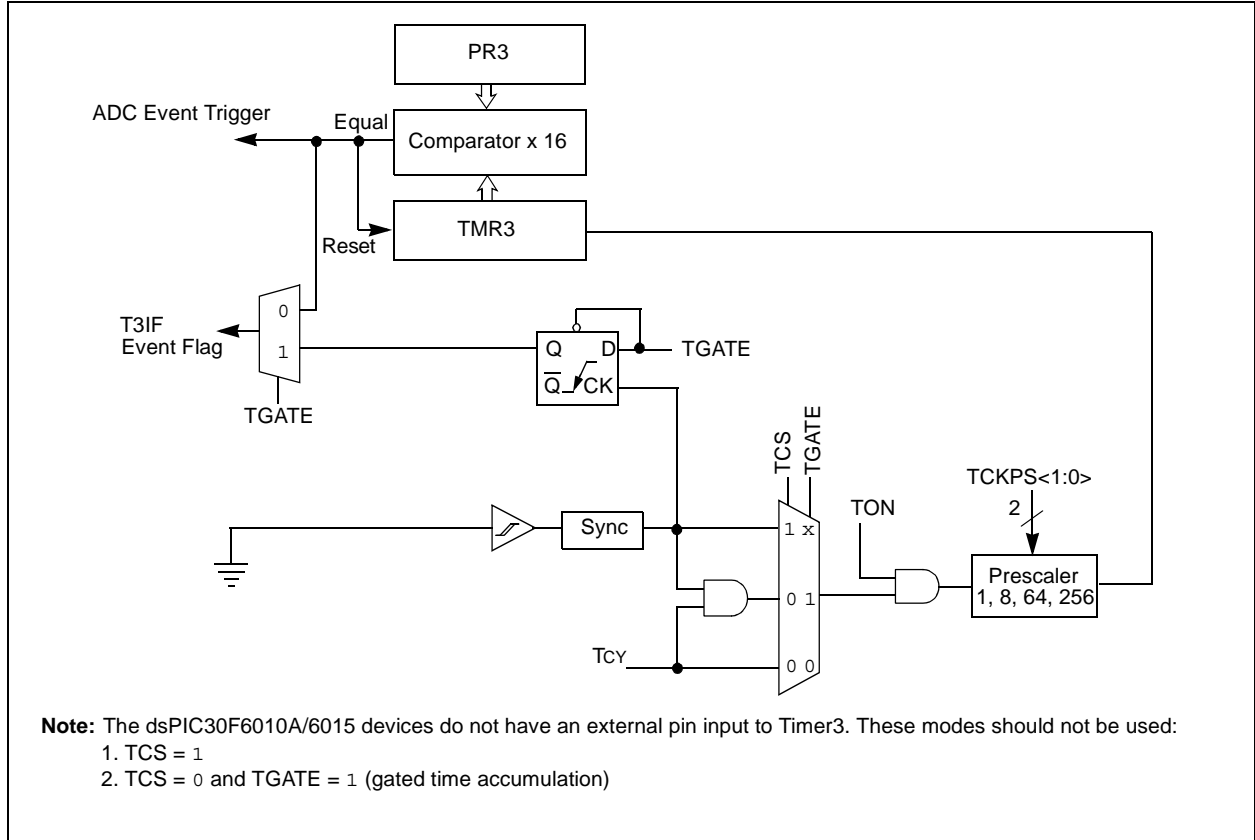 PR3
ADC Event Trigger
Equal
Comparator x 16
TMR3
Reset
0
T3IF
Event Flag
1
Q
D
TGATE
Q
CK
TGATE
TCS
TGATE
TCKPS<1:0>
2
TON
Sync
1 x
Prescaler
1, 8, 64, 256
0 1
TCY
0 0
Note: The dsPIC30F6010A/6015 devices do not have an external pin input to Timer3. These modes should not be used:
1. TCS = 1
2. TCS = 0 and TGATE = 1 (gated time accumulation)